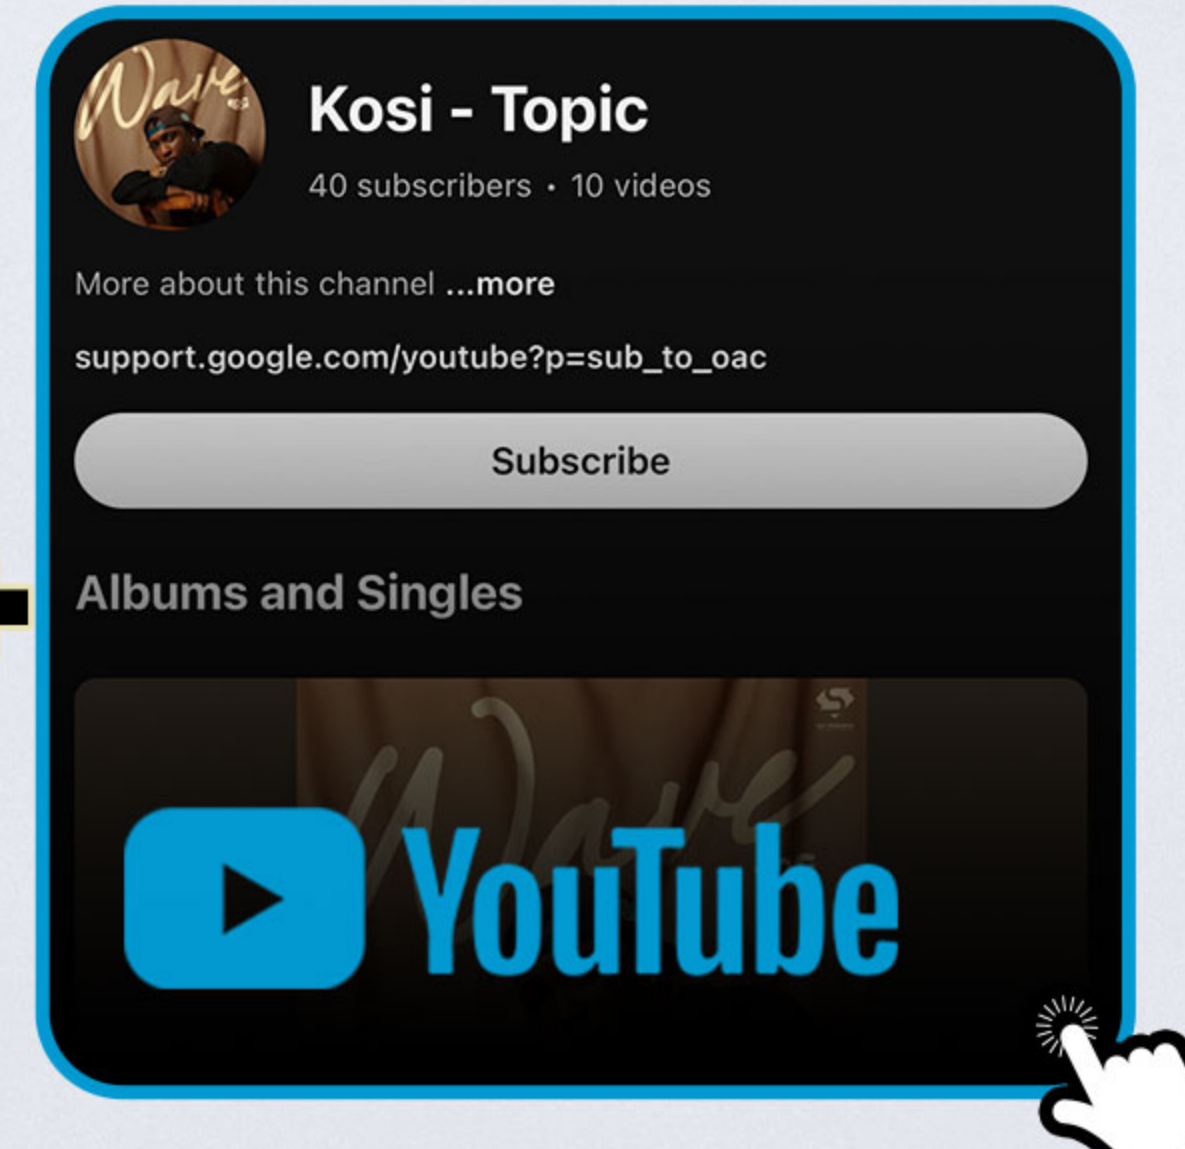 Wave
Kosi - Topic
40 subscribers • 10 videos
More about this channel ...more
support.google.com/youtube?p=sub_to_oac
Subscribe
Albums and Singles
Wave
YouTube